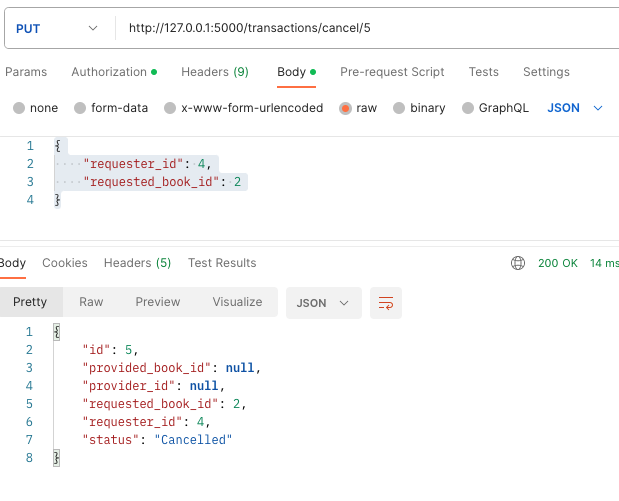 PUT http://127.0.0.1:5000/transactions/cancel/5
Params Authorization Headers (9) Body Pre-request Script Tests Settings
none form-data x-www-form-urlencoded raw binary GraphQL JSON
1 {
2 ····"requester_id":·4,
3 ····"requested_book_id":·2
4 }
Body Cookies Headers (5) Test Results 200 OK 14 ms
Pretty Raw Preview Visualize JSON
1 {
2 "id": 5,
3 "provided_book_id": null,
4 "provider_id": null,
5 "requested_book_id": 2,
6 "requester_id": 4,
7 "status": "Cancelled"
8 }